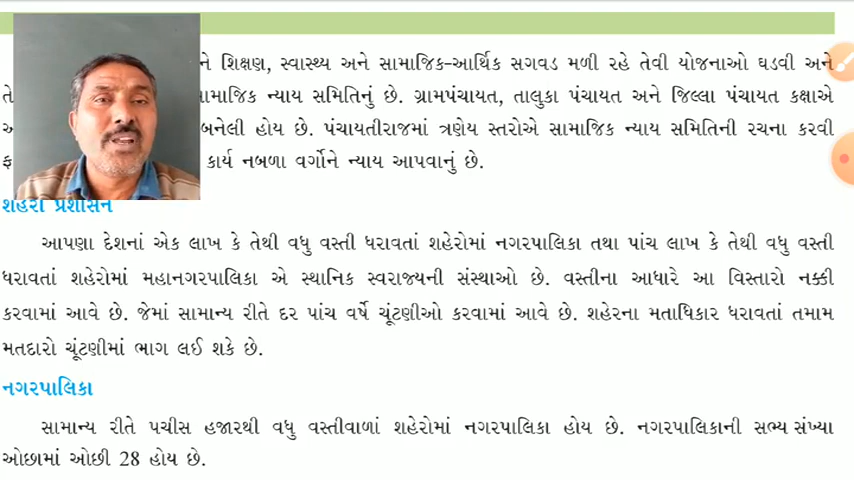 ને શિક્ષણ, સ્વાસ્થ્ય અને સામાજિક-આર્થિક સગવડ મળી રહે તેવી યોજનાઓ ઘડવી અને
તે
ામાજિક ન્યાય સમિતિનું છે. ગ્રામપંચાયત, તાલુકા પંચાયત અને જિલ્લા પંચાયત કક્ષાએ
બનેલી હોય છે. પંચાયતીરાજમાં ત્રણેય સ્તરોએ સામાજિક ન્યાય સમિતિની રચના કરવી
ફ
કાર્ય નબળા વર્ગોને ન્યાય આપવાનું છે.
શહેરી પ્રશાસન
આપણા દેશનાં એક લાખ કે તેથી વધુ વસ્તી ધરાવતાં શહેરોમાં નગરપાલિકા તથા પાંચ લાખ કે તેથી વધુ વસ્તી
ધરાવતાં શહેરોમાં મહાનગરપાલિકા એ સ્થાનિક સ્વરાજ્યની સંસ્થાઓ છે. વસ્તીના આધારે આ વિસ્તારો નક્કી
કરવામાં આવે છે. જેમાં સામાન્ય રીતે દર પાંચ વર્ષે ચૂંટણીઓ કરવામાં આવે છે. શહેરના મતાધિકાર ધરાવતાં તમામ
મતદારો ચૂંટણીમાં ભાગ લઈ શકે છે.
નગરપાલિકા
સામાન્ય રીતે પચીસ હજારથી વધુ વસ્તીવાળાં શહેરોમાં નગરપાલિકા હોય છે. નગરપાલિકાની સભ્ય સંખ્યા
ઓછામાં ઓછી 28 હોય છે.